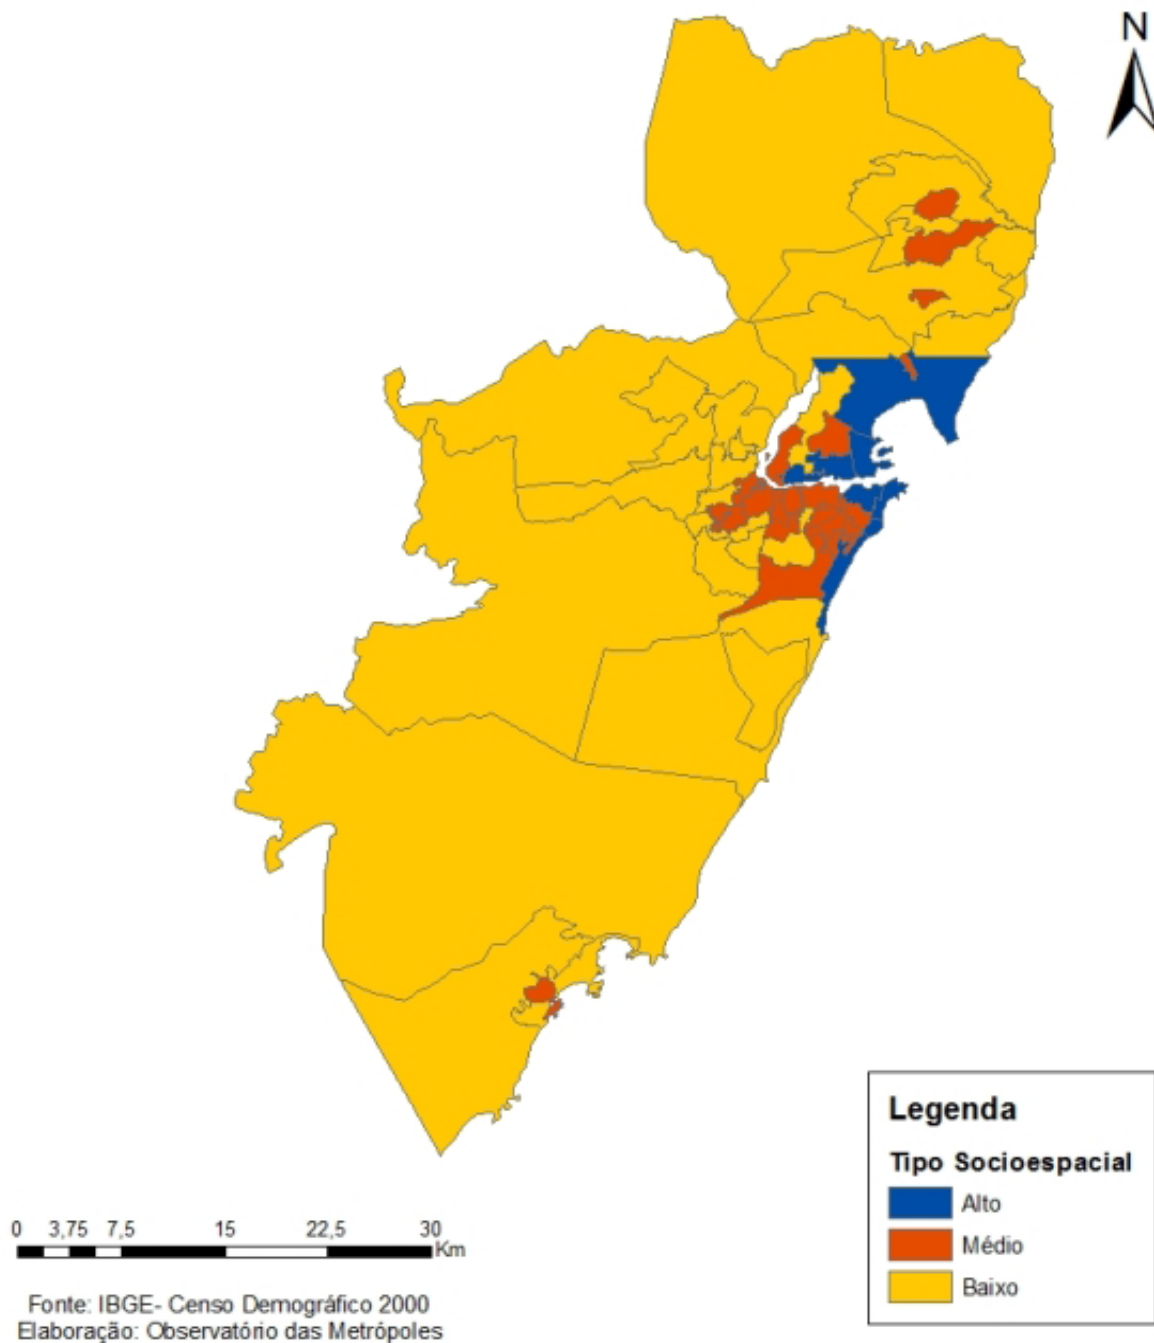 N
Legenda
Tipo Socioespacial
Alto
Médio
Baixo
0 3,75 7,5 15 22,5 30
Km
Fonte: IBGE- Censo Demográfico 2000
Elaboração: Observatório das Metrópoles